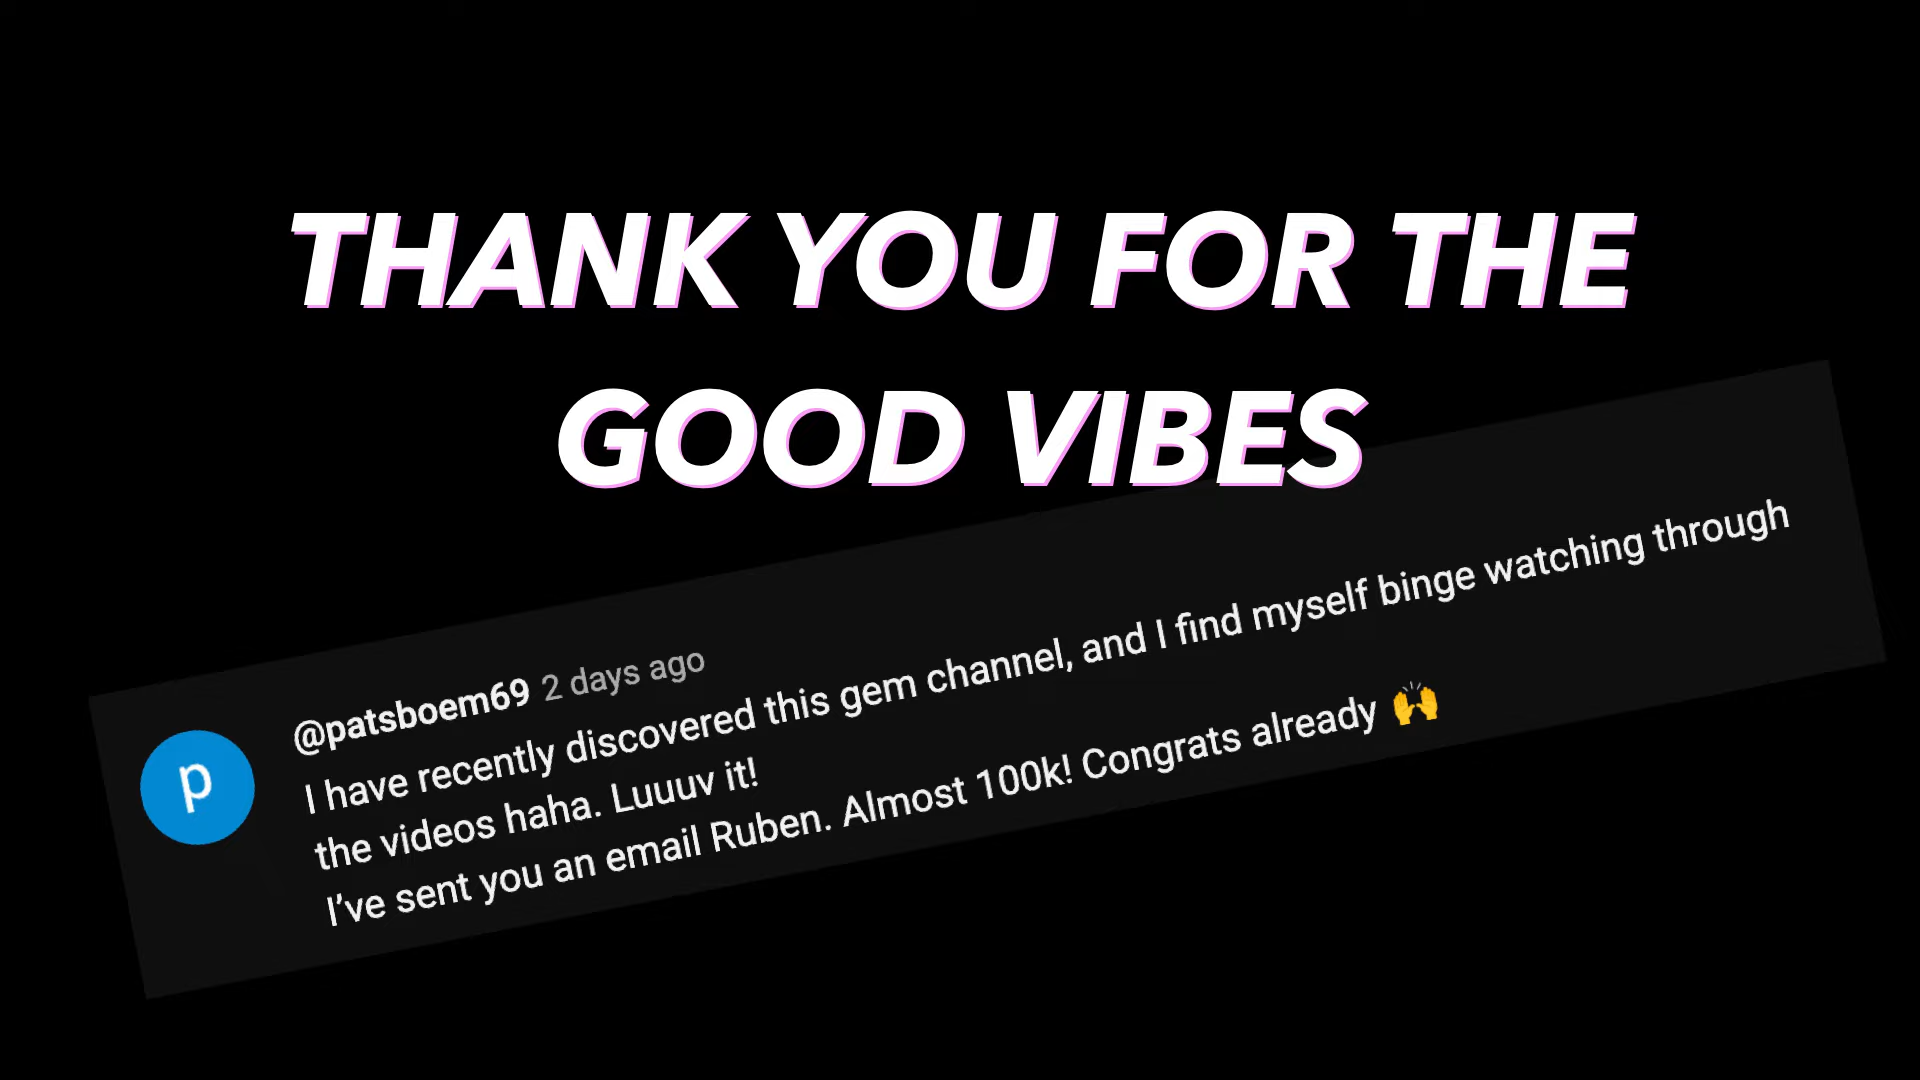 THANK YOU FOR THE
GOOD VIBES
p
@patsboem69 2 days ago
I have recently discovered this gem channel, and I find myself binge watching through
the videos haha. Luuuv it!
I’ve sent you an email Ruben. Almost 100k! Congrats already 🙌